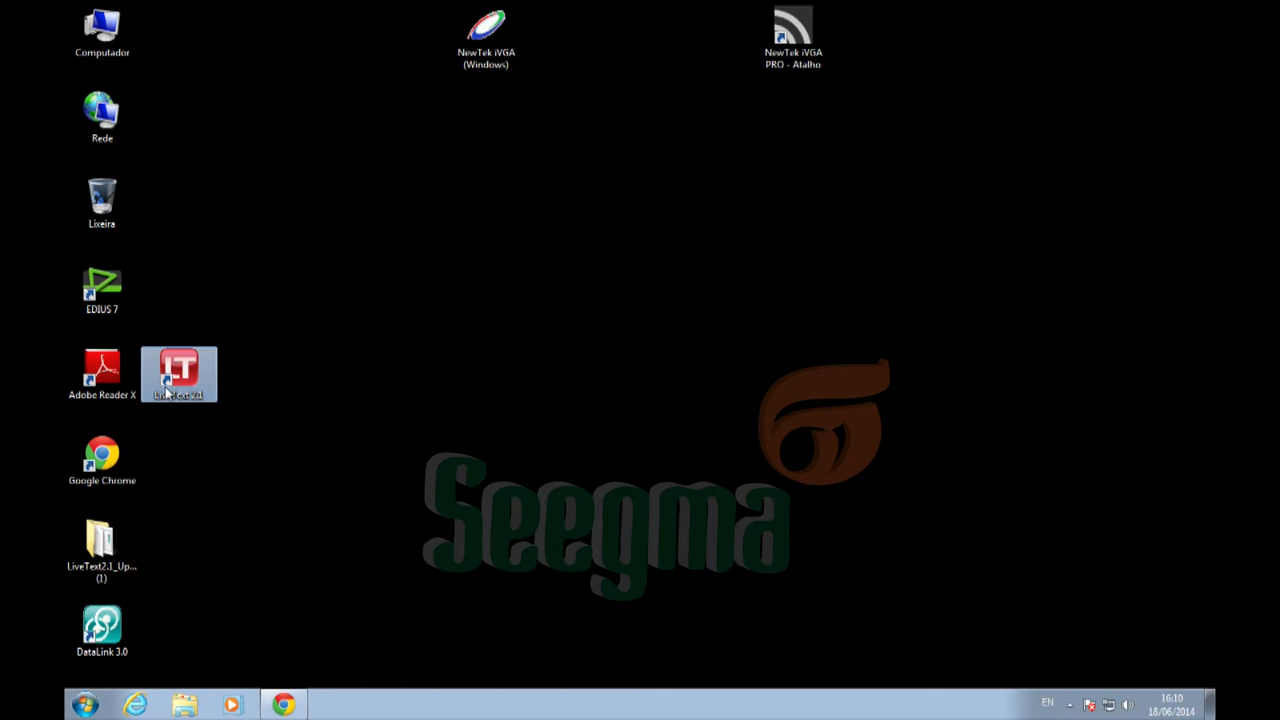 Computador
NewTek iVGA
(Windows)
NewTek iVGA
PRO - Atalho
Rede
Lixeira
EDIUS 7
Adobe Reader X
LT
LiveText 2.1
Google Chrome
LiveText2.1_Up...
(1)
DataLink 3.0
Seegma
EN
16:10
18/06/2014